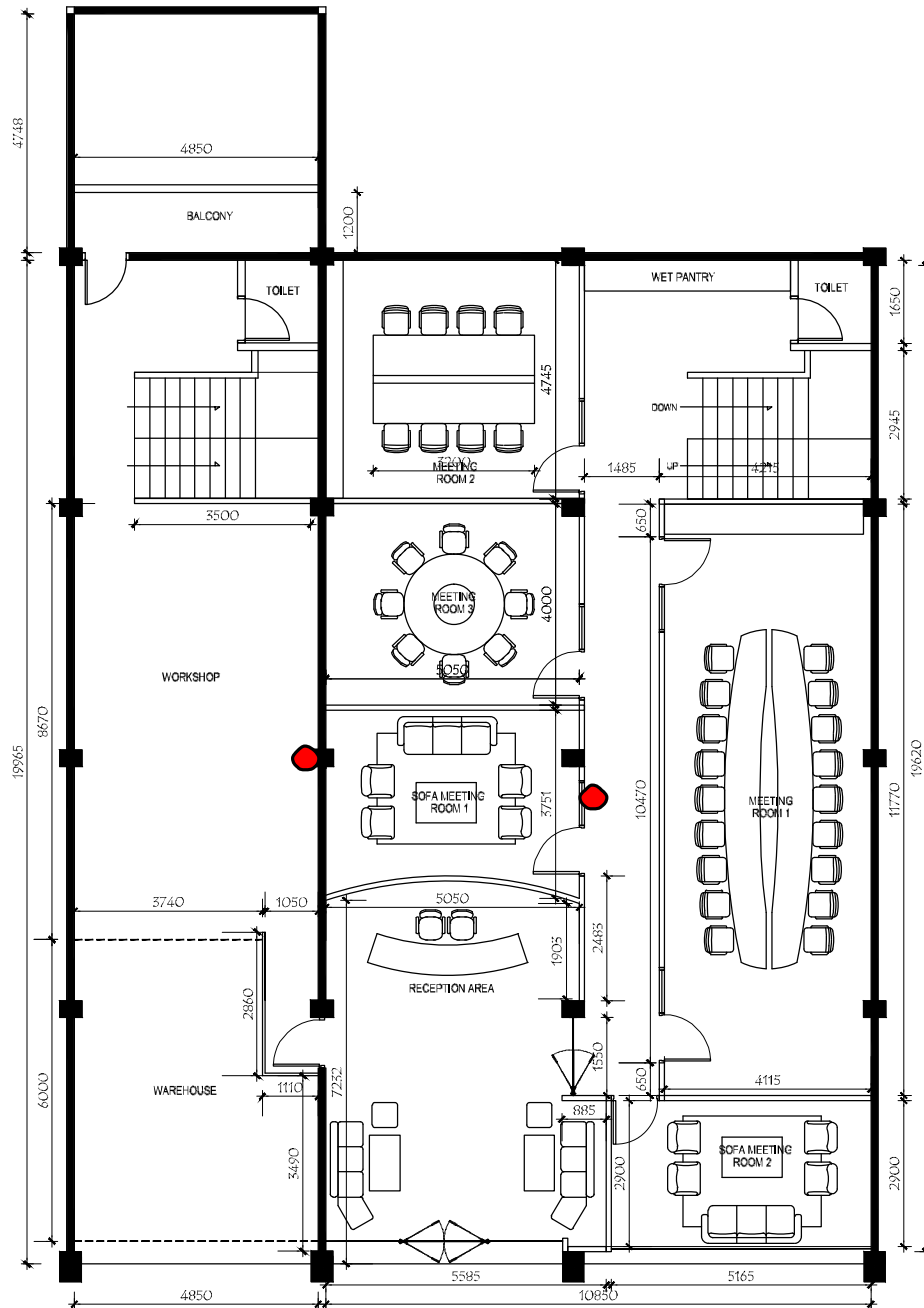 4748
4850
BALCONY
1200
TOILET
WET PANTRY
TOILET
1650
4745
2945
DOWN
UP
3200
MEETING
ROOM 2
1485
4215
3500
650
MEETING
ROOM 3
4000
5050
WORKSHOP
8670
19965
19620
SOFA MEETING
ROOM 1
3751
10470
MEETING
ROOM 1
11770
3740
1050
5050
1903
2483
RECEPTION AREA
2860
1550
WAREHOUSE
1110
7232
650
4115
6000
885
3490
2900
SOFA MEETING
ROOM 2
2900
5585
5165
4850
10850